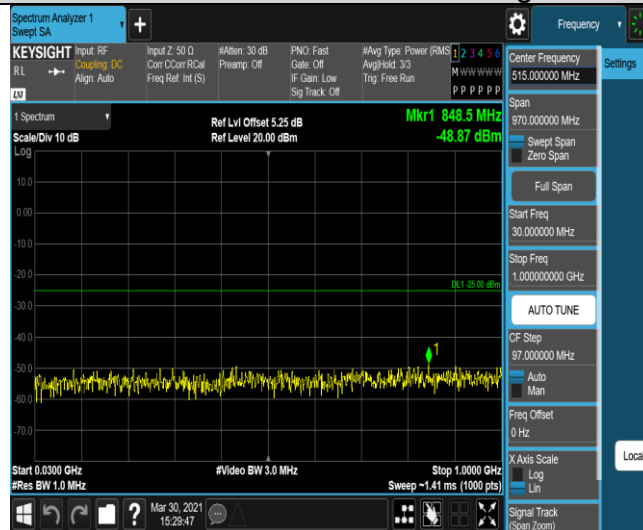 Spectrum Analyzer 1
Swept SA
Frequency
KEYSIGHT
R L
LXI
Input: RF
Coupling: DC
Align: Auto
Input Z: 50 Ω
Corr CCorr RCal
Freq Ref: Int (S)
#Atten: 30 dB
Preamp: Off
PNO: Fast
Gate: Off
IF Gain: Low
Sig Track: Off
#Avg Type: Power (RMS
Avg|Hold: 3/3
Trig: Free Run
1 2 3 4 5 6
M W W W W W
P P P P P P
1 Spectrum
Scale/Div 10 dB
Log
Ref Lvl Offset 5.25 dB
Ref Level 20.00 dBm
Mkr1 848.5 MHz
-48.87 dBm
10.0
0.00
-10.0
-20.0
DL1 -25.00 dBm
-30.0
-40.0
1
-50.0
-60.0
-70.0
Start 0.0300 GHz
#Res BW 1.0 MHz
#Video BW 3.0 MHz
Stop 1.0000 GHz
Sweep ~1.41 ms (1000 pts)
Mar 30, 2021
15:29:47
Center Frequency
515.000000 MHz
Span
970.000000 MHz
Swept Span
Zero Span
Full Span
Start Freq
30.000000 MHz
Stop Freq
1.000000000 GHz
AUTO TUNE
CF Step
97.000000 MHz
Auto
Man
Freq Offset
0 Hz
X Axis Scale
Log
Lin
Signal Track
(Span Zoom)
Settings
Local